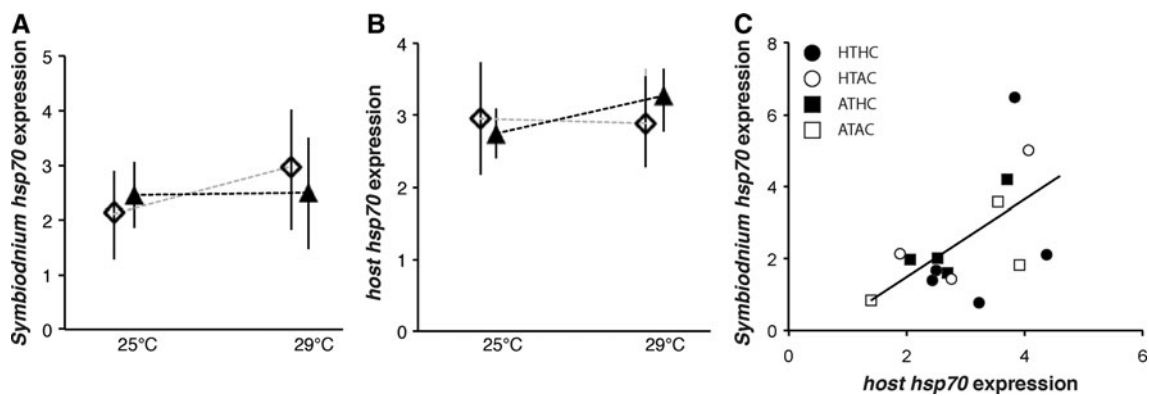 A
Symbiodnium hsp70 expression
5
4
3
2
1
0
25°C
29°C
B
host hsp70 expression
4
3
2
1
0
25°C
29°C
C
Symbiodnium hsp70 expression
8
6
4
2
0
HTHC
HTAC
ATHC
ATAC
0
2
4
6
host hsp70 expression